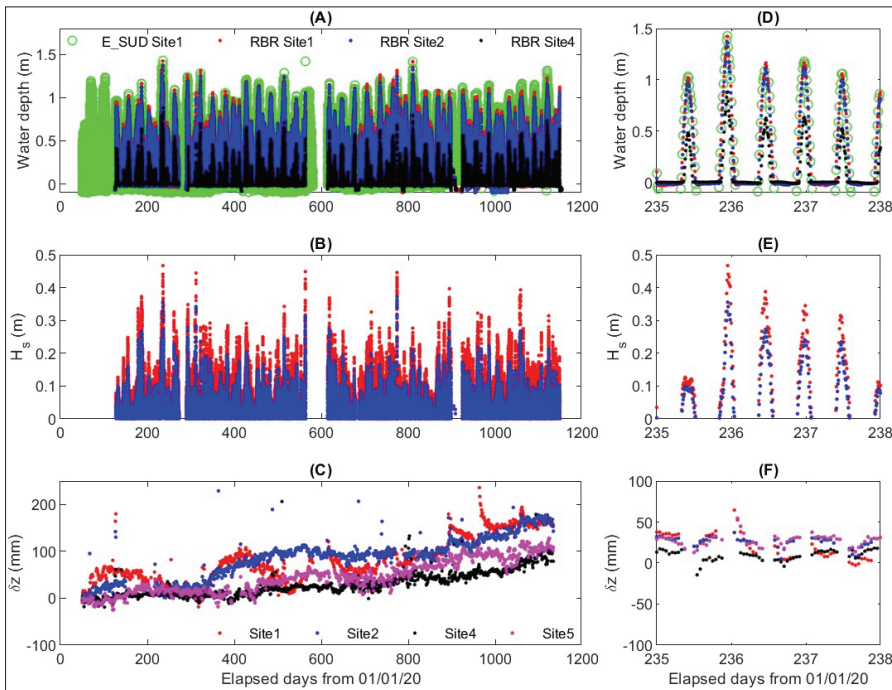 (A)
E_SUD Site1 RBR Site1 RBR Site2 RBR Site4
Water depth (m)
1.5
1
0.5
0
0 200 400 600 800 1000 1200
(D)
Water depth (m)
1.5
1
0.5
0
235 236 237 238
(B)
H_s (m)
0.5
0.4
0.3
0.2
0.1
0
0 200 400 600 800 1000 1200
(E)
H_s (m)
0.5
0.4
0.3
0.2
0.1
0
235 236 237 238
(C)
δz (mm)
200
100
0
-100
0 200 400 600 800 1000 1200
Site1 Site2 Site4 Site5
Elapsed days from 01/01/20
(F)
δz (mm)
100
50
0
-50
-100
235 236 237 238
Elapsed days from 01/01/20